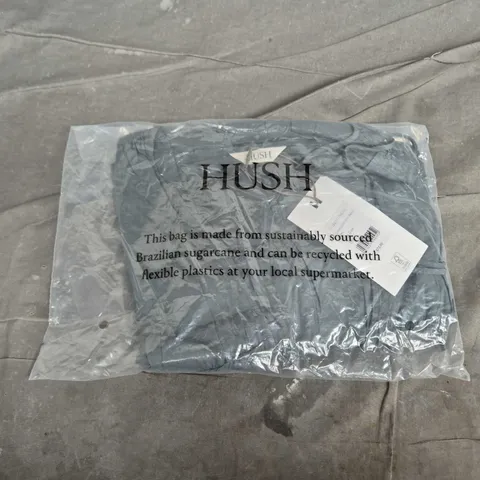 HUSH
HUSH
This bag is made from sustainably sourced
Brazilian sugarcane and can be recycled with
flexible plastics at your local supermarket.